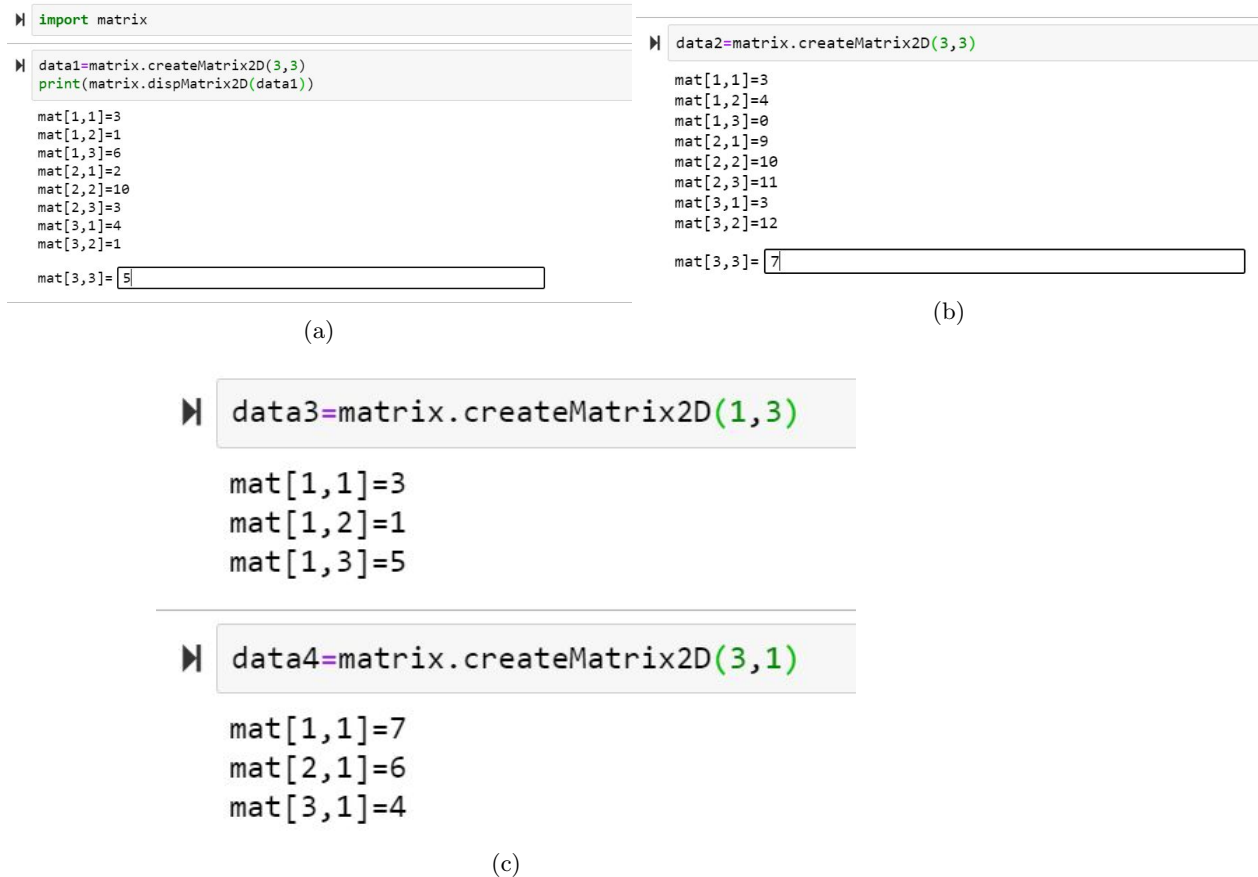 import matrix
data1=matrix.createMatrix2D(3,3)
print(matrix.dispMatrix2D(data1))
mat[1,1]=3
mat[1,2]=1
mat[1,3]=6
mat[2,1]=2
mat[2,2]=10
mat[2,3]=3
mat[3,1]=4
mat[3,2]=1
mat[3,3]= 5
(a)
data2=matrix.createMatrix2D(3,3)
mat[1,1]=3
mat[1,2]=4
mat[1,3]=0
mat[2,1]=9
mat[2,2]=10
mat[2,3]=11
mat[3,1]=3
mat[3,2]=12
mat[3,3]= 7
(b)
data3=matrix.createMatrix2D(1,3)
mat[1,1]=3
mat[1,2]=1
mat[1,3]=5
data4=matrix.createMatrix2D(3,1)
mat[1,1]=7
mat[2,1]=6
mat[3,1]=4
(c)